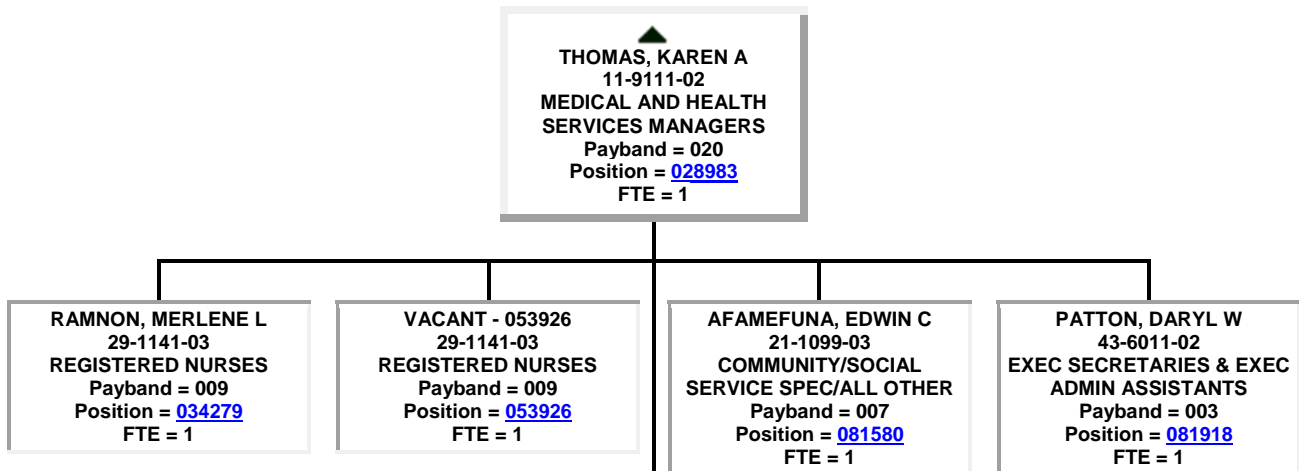 THOMAS, KAREN A
11-9111-02
MEDICAL AND HEALTH
SERVICES MANAGERS
Payband = 020
Position = 028983
FTE = 1
RAMNON, MERLENE L
29-1141-03
REGISTERED NURSES
Payband = 009
Position = 034279
FTE = 1
VACANT - 053926
29-1141-03
REGISTERED NURSES
Payband = 009
Position = 053926
FTE = 1
AFAMEFUNA, EDWIN C
21-1099-03
COMMUNITY/SOCIAL
SERVICE SPEC/ALL OTHER
Payband = 007
Position = 081580
FTE = 1
PATTON, DARYL W
43-6011-02
EXEC SECRETARIES & EXEC
ADMIN ASSISTANTS
Payband = 003
Position = 081918
FTE = 1